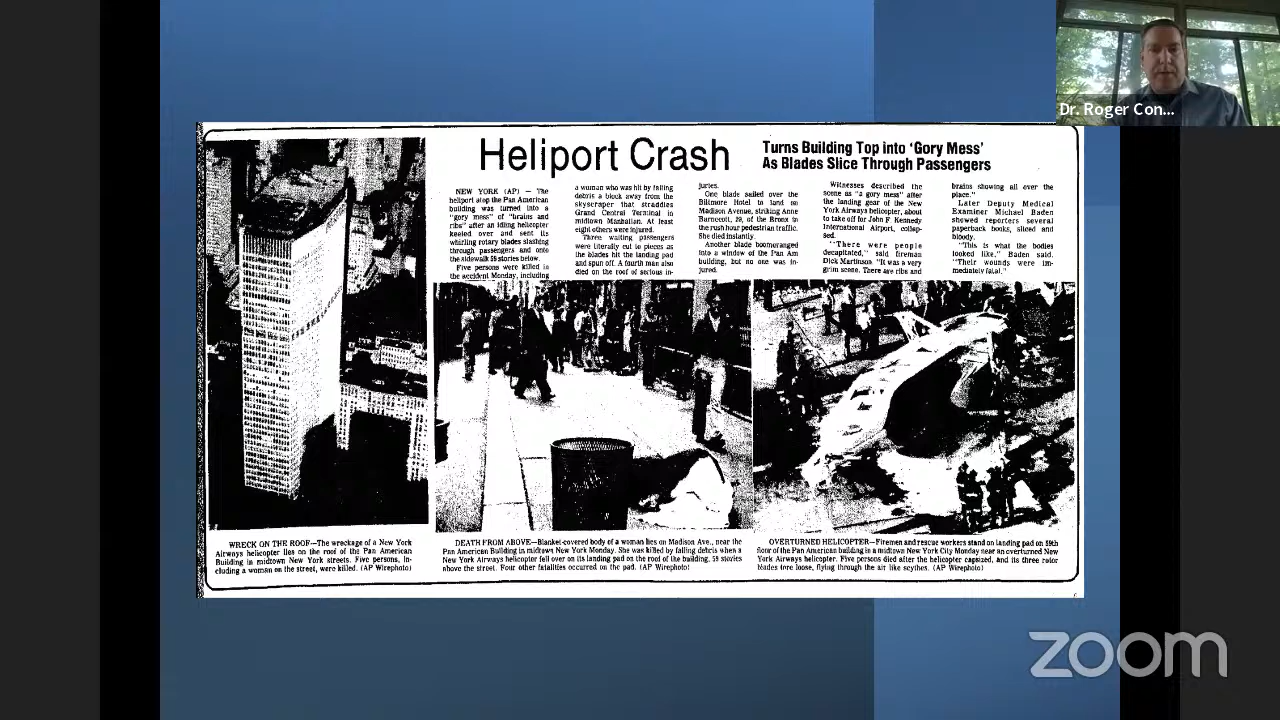 Dr. Roger Con...
Heliport Crash
Turns Building Top into 'Gory Mess'
As Blades Slice Through Passengers
NEW YORK (AP) — The
heliport atop the Pan American
building was turned into a
"gory mess" of "brains and
ribs" after an idling helicopter
keeled over and sent its
whirling rotary blades slashing
through passengers and onto
the sidewalk 59 stories below.
Five persons were killed in
the accident Monday, including
a woman who was hit by falling
debris a block away from the
skyscraper that straddles
Grand Central Terminal in
midtown Manhattan. At least
eight others were injured.
Three waiting passengers
were literally cut to pieces as
the blades hit the landing pad
and spun off. A fourth man also
died on the roof of serious in-
juries.
One blade sailed over the
Biltmore Hotel to land on
Madison Avenue, striking Anne
Barnecott, 29, of the Bronx in
the rush hour pedestrian traffic.
She died instantly.
Another blade boomeranged
into a window of the Pan Am
building, but no one was in-
jured.
Witnesses described the
scene as "a gory mess" after
the landing gear of the New
York Airways helicopter, about
to take off for John F. Kennedy
International Airport, collap-
sed.
"There were people
decapitated," said fireman
Dick Martinson "It was a very
grim scene. There are ribs and
brains showing all over the
place."
Later Deputy Medical
Examiner Michael Baden
showed reporters several
paperback books, sliced and
bloody.
"This is what the bodies
looked like," Baden said.
"Their wounds were im-
mediately fatal."
WRECK ON THE ROOF—The wreckage of a New York
Airways helicopter lies on the roof of the Pan American
Building in midtown New York streets. Five persons, in-
cluding a woman on the street, were killed. (AP Wirephoto)
DEATH FROM ABOVE—Blanket-covered body of a woman lies on Madison Ave., near the
Pan American Building in midtown New York Monday. She was killed by falling debris when a
New York Airways helicopter fell over on its landing pad on the roof of the building, 59 stories
above the street. Four other fatalities occurred on the pad. (AP Wirephoto)
OVERTURNED HELICOPTER—Firemen and rescue workers stand on landing pad on 59th
floor of the Pan American building in a midtown New York City Monday near an overturned New
York Airways helicopter. Five persons died after the helicopter capsized, and its three rotor
blades tore loose, flying through the air like scythes. (AP Wirephoto)
zoom